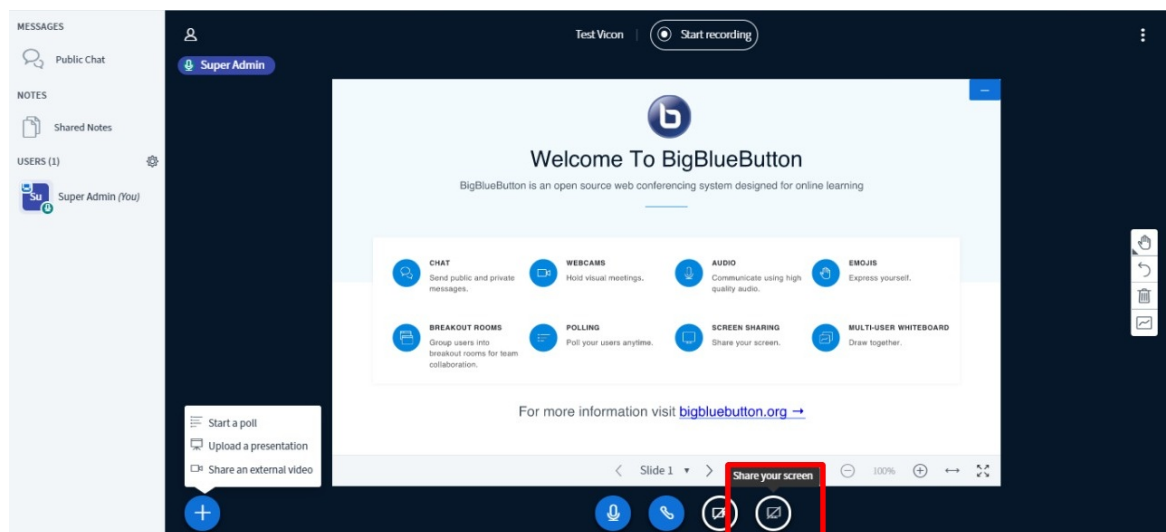 MESSAGES
Public Chat
NOTES
Shared Notes
USERS (1)
Su
Super Admin (You)
Test Vicon
Start recording
Super Admin
Welcome To BigBlueButton
BigBlueButton is an open source web conferencing system designed for online learning
CHAT
Send public and private
messages.
WEBCAMS
Hold visual meetings.
AUDIO
Communicate using high
quality audio.
EMOJIS
Express yourself.
BREAKOUT ROOMS
Group users into
breakout rooms for team
collaboration.
POLLING
Poll your users anytime.
SCREEN SHARING
Share your screen.
MULTI-USER WHITEBOARD
Draw together.
For more information visit bigbluebutton.org →
Start a poll
Upload a presentation
Share an external video
Slide 1
Share your screen
100%